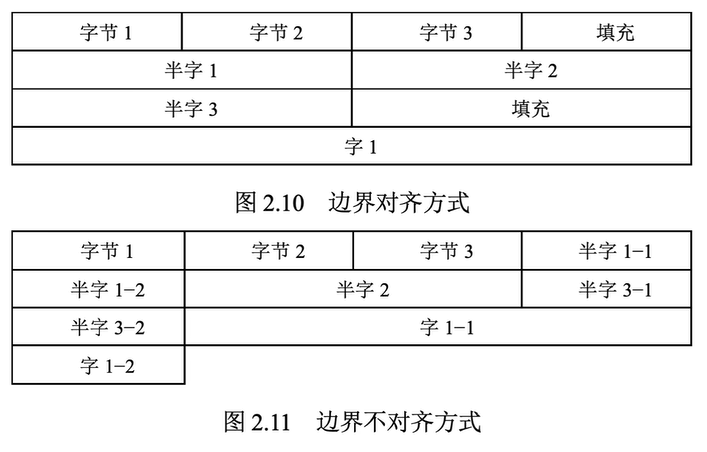 字节 1 字节 2 字节 3 填充
半字 1 半字 2
半字 3 填充
字 1
图 2.10 边界对齐方式
字节 1 字节 2 字节 3 半字 1−1
半字 1−2 半字 2 半字 3−1
半字 3−2 字 1−1
字 1−2
图 2.11 边界不对齐方式